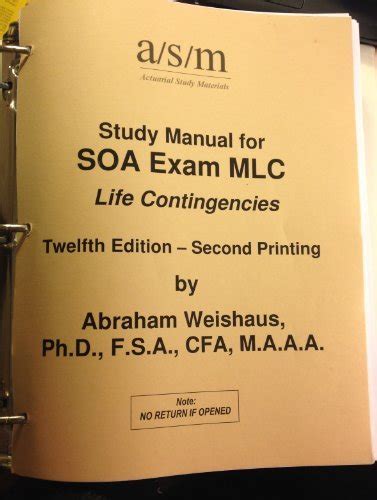 a/s/m
Actuarial Study Materials
Study Manual for
SOA Exam MLC
Life Contingencies
Twelfth Edition – Second Printing
by
Abraham Weishaus,
Ph.D., F.S.A., CFA, M.A.A.A.
Note:
NO RETURN IF OPENED